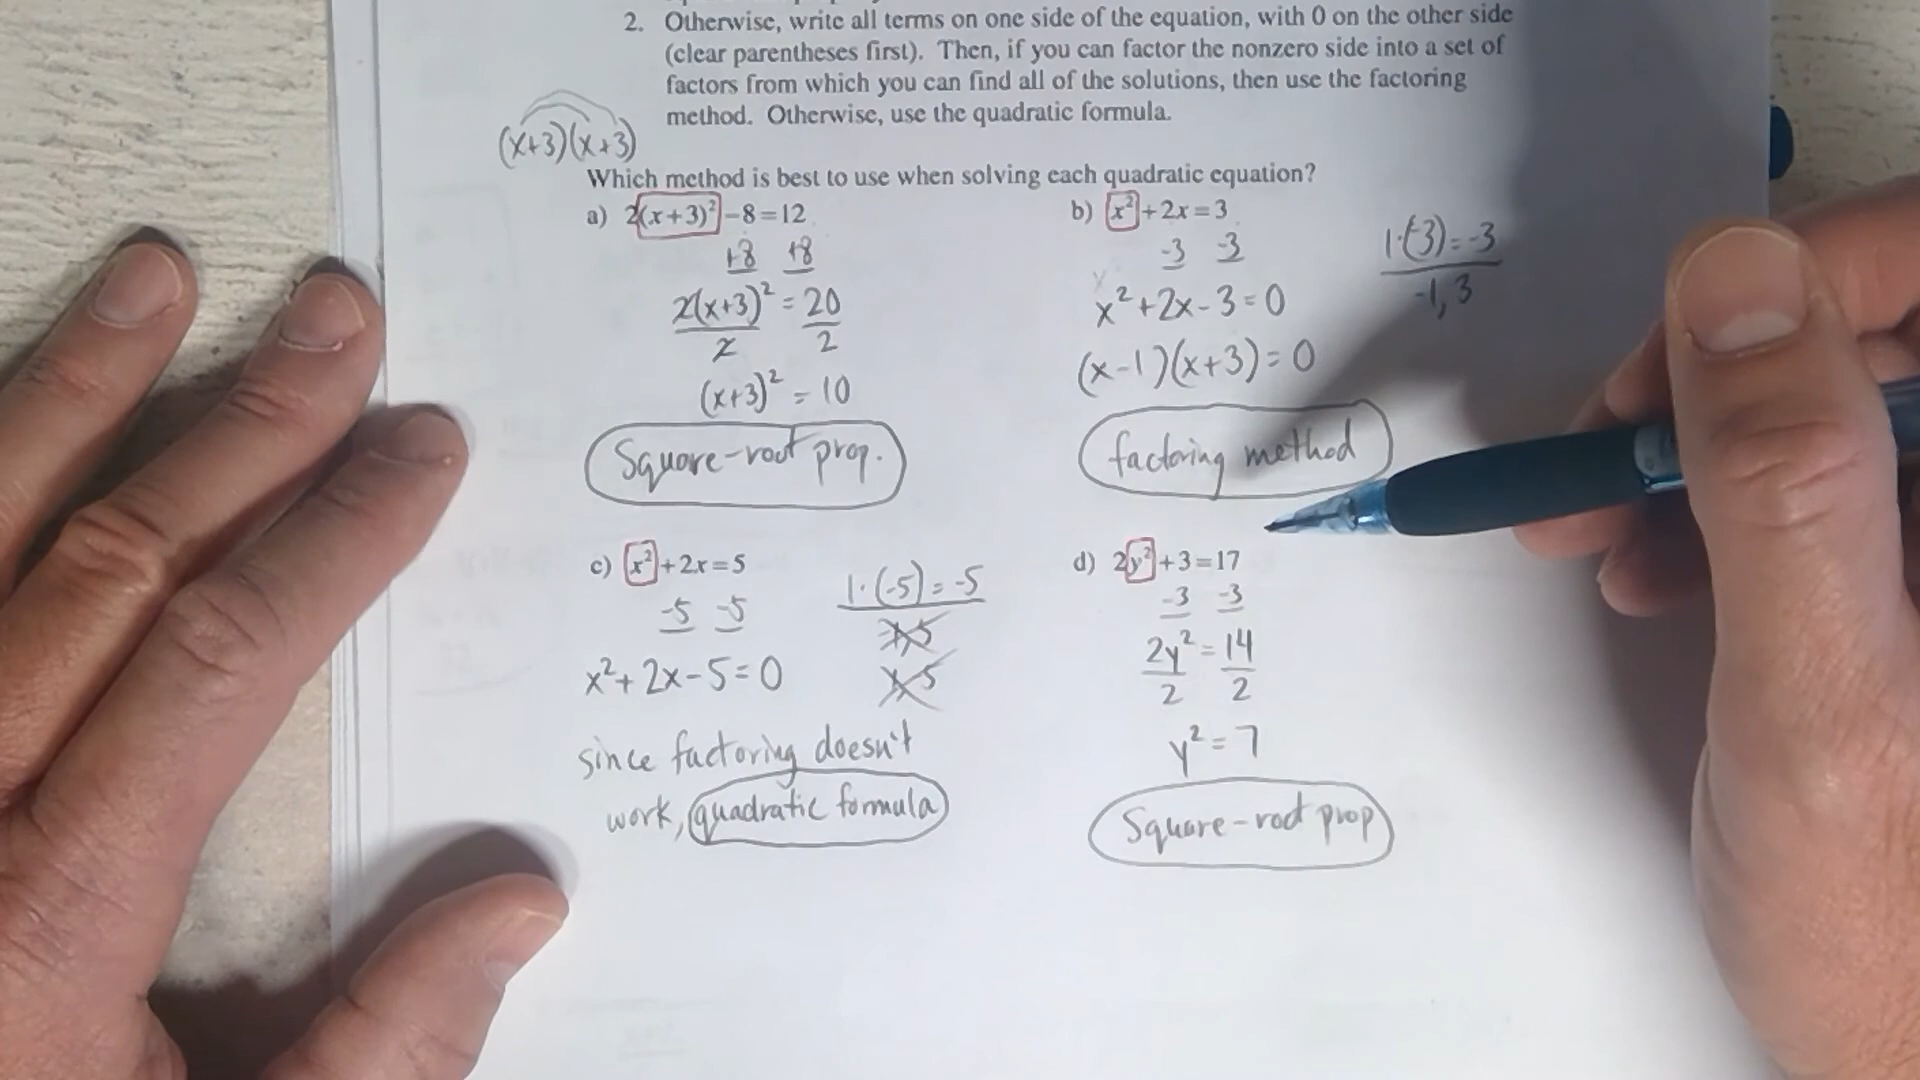 2. Otherwise, write all terms on one side of the equation, with 0 on the other side
(clear parentheses first). Then, if you can factor the nonzero side into a set of
factors from which you can find all of the solutions, then use the factoring
method. Otherwise, use the quadratic formula.
(x+3)(x+3)
Which method is best to use when solving each quadratic equation?
a) 2(x+3)²-8=12
+8 +8
2(x+3)² = 20
2 2
(x+3)² = 10
Square-root prop.
b) x²+2x=3
-3 -3
x²+2x-3=0
(x-1)(x+3)=0
1·(-3)=-3
-1, 3
factoring method
c) x²+2x=5
-5 -5
x²+2x-5=0
1·(-5)=-5
since factoring doesn't
work, quadratic formula
d) 2y²+3=17
-3 -3
2y² = 14
2 2
y² = 7
Square-root prop